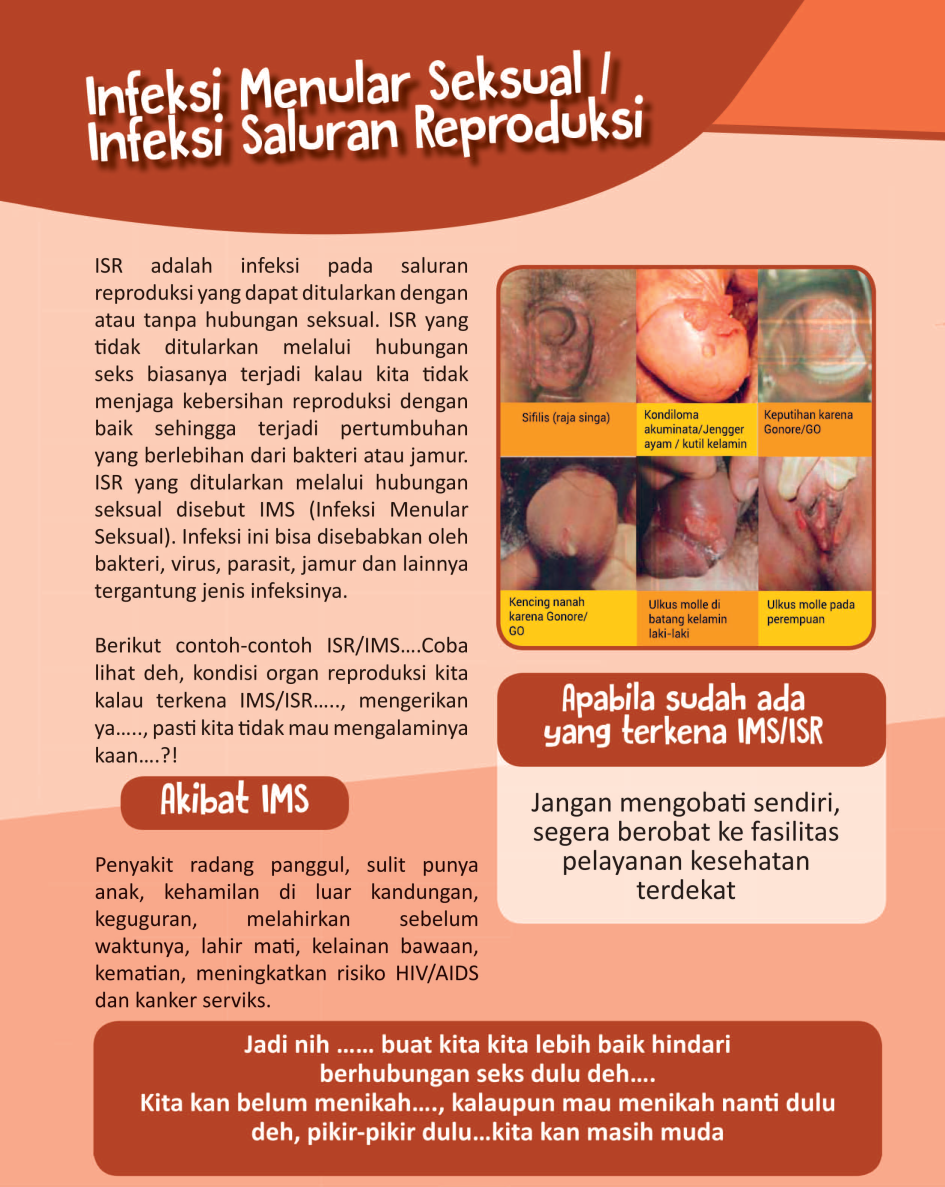 Infeksi Menular Seksual /
Infeksi Saluran Reproduksi
ISR adalah infeksi pada saluran
reproduksi yang dapat ditularkan dengan
atau tanpa hubungan seksual. ISR yang
tidak ditularkan melalui hubungan
seks biasanya terjadi kalau kita tidak
menjaga kebersihan reproduksi dengan
baik sehingga terjadi pertumbuhan
yang berlebihan dari bakteri atau jamur.
ISR yang ditularkan melalui hubungan
seksual disebut IMS (Infeksi Menular
Seksual). Infeksi ini bisa disebabkan oleh
bakteri, virus, parasit, jamur dan lainnya
tergantung jenis infeksinya.
Berikut contoh-contoh ISR/IMS....Coba
lihat deh, kondisi organ reproduksi kita
kalau terkena IMS/ISR....., mengerikan
ya....., pasti kita tidak mau mengalaminya
kaan....?!
Akibat IMS
Penyakit radang panggul, sulit punya
anak, kehamilan di luar kandungan,
keguguran, melahirkan sebelum
waktunya, lahir mati, kelainan bawaan,
kematian, meningkatkan risiko HIV/AIDS
dan kanker serviks.
Sifilis (raja singa)
Kondiloma
akuminata/Jengger
ayam / kutil kelamin
Keputihan karena
Gonore/GO
Kencing nanah
karena Gonore/
GO
Ulkus molle di
batang kelamin
laki-laki
Ulkus molle pada
perempuan
Apabila sudah ada
yang terkena IMS/ISR
Jangan mengobati sendiri,
segera berobat ke fasilitas
pelayanan kesehatan
terdekat
Jadi nih ...... buat kita kita lebih baik hindari
berhubungan seks dulu deh....
Kita kan belum menikah...., kalaupun mau menikah nanti dulu
deh, pikir-pikir dulu...kita kan masih muda